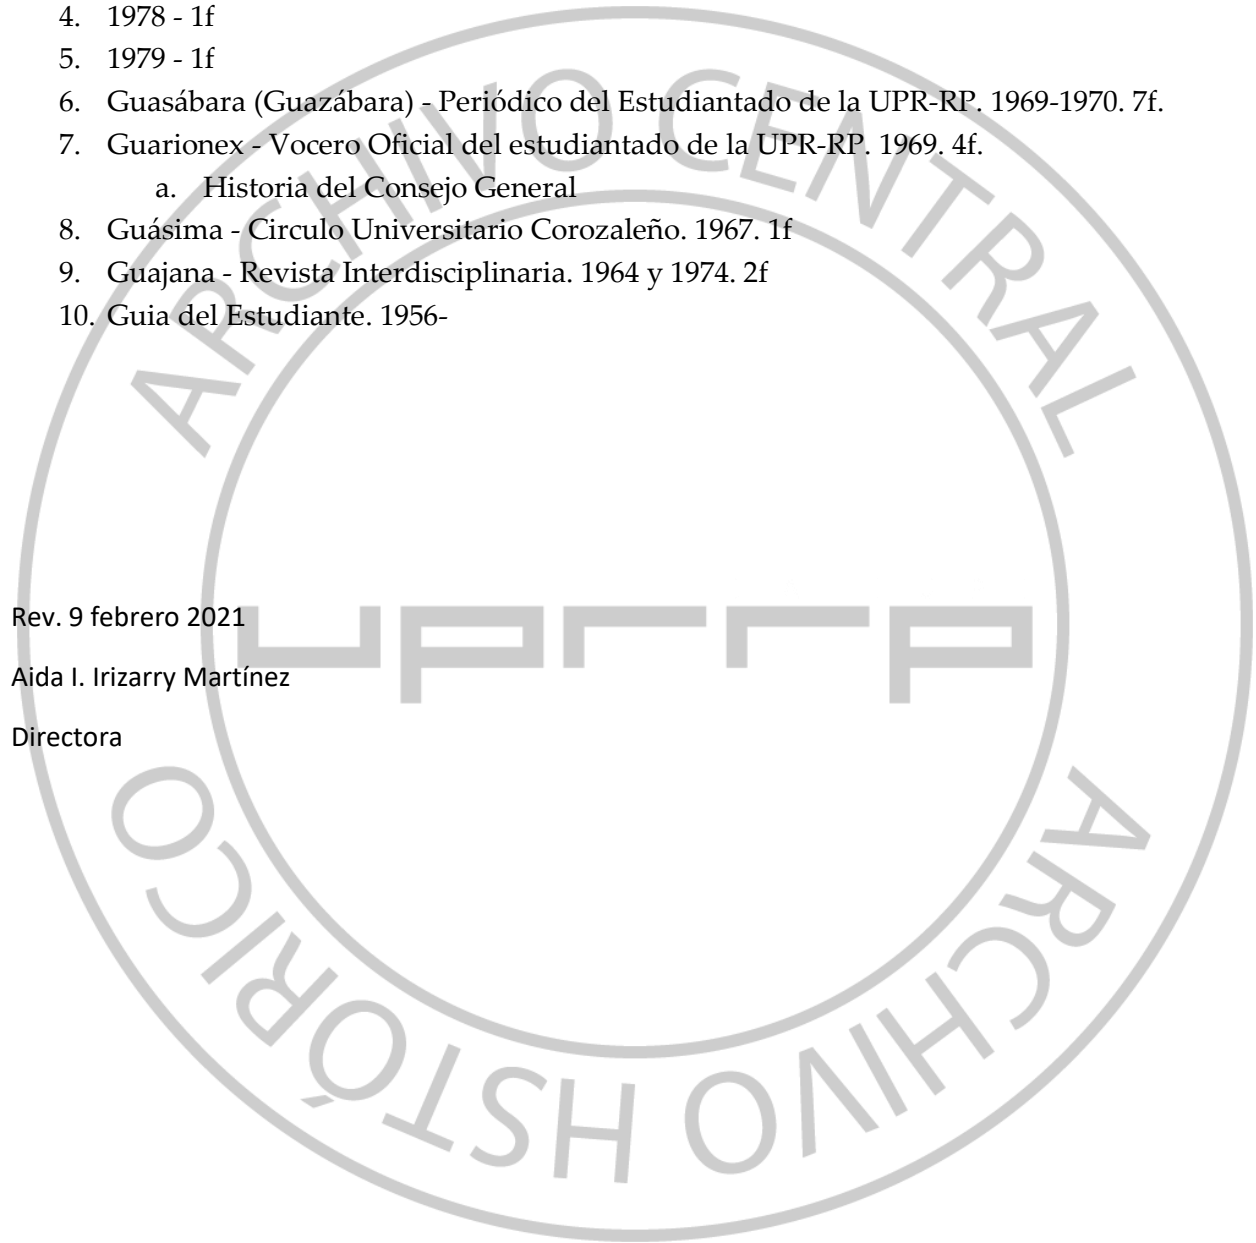 4. 1978 - 1f
5. 1979 - 1f
6. Guasábara (Guazábara) - Periódico del Estudiantado de la UPR-RP. 1969-1970. 7f.
7. Guarionex - Vocero Oficial del estudiantado de la UPR-RP. 1969. 4f.
a. Historia del Consejo General
8. Guásima - Circulo Universitario Corozaleño. 1967. 1f
9. Guajana - Revista Interdisciplinaria. 1964 y 1974. 2f
10. Guia del Estudiante. 1956-
Rev. 9 febrero 2021
Aida I. Irizarry Martínez
Directora
ARCHIVO CENTRAL
uprrp
ARCHIVO HSTÓRICO